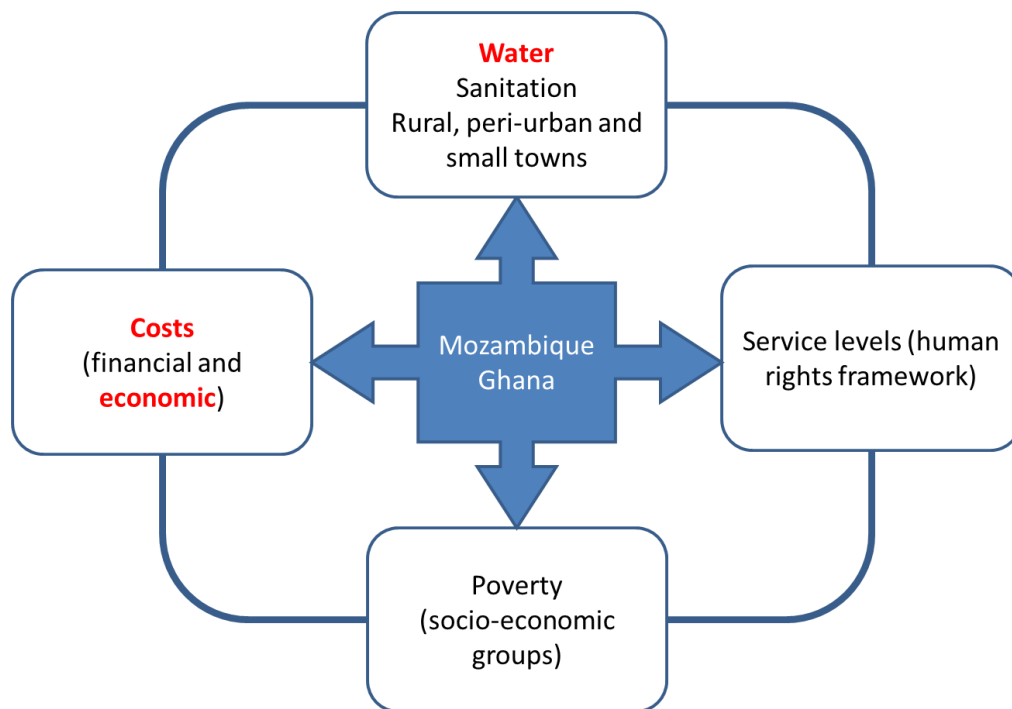 Water
Sanitation
Rural, peri-urban and
small towns
Costs
(financial and
economic)
Mozambique
Ghana
Service levels (human
rights framework)
Poverty
(socio-economic
groups)